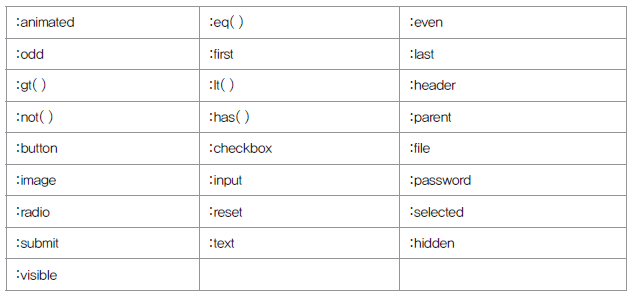 :animated :eq( ) :even
:odd :first :last
:gt( ) :lt( ) :header
:not( ) :has( ) :parent
:button :checkbox :file
:image :input :password
:radio :reset :selected
:submit :text :hidden
:visible